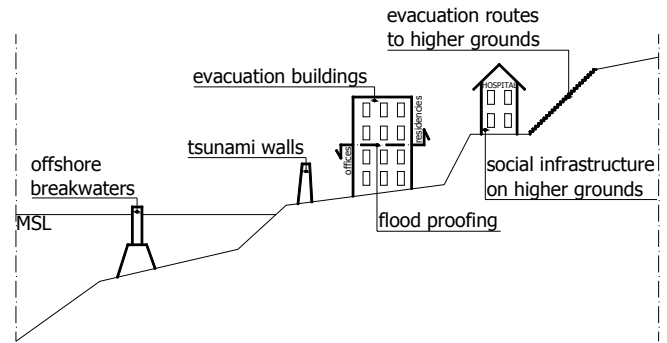 evacuation routes
to higher grounds
evacuation buildings
HOSPITAL
residencies
tsunami walls
offices
offshore
breakwaters
social infrastructure
on higher grounds
MSL
flood proofing